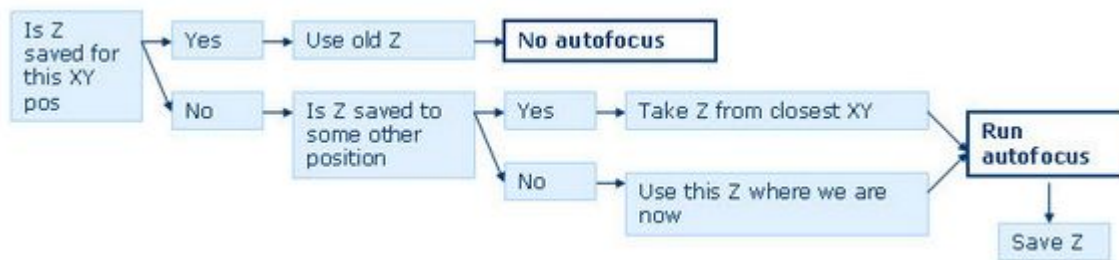 Is Z
saved for
this XY
pos
Yes
Use old Z
No autofocus
No
Is Z saved to
some other
position
Yes
Take Z from closest XY
No
Use this Z where we are
now
Run
autofocus
Save Z